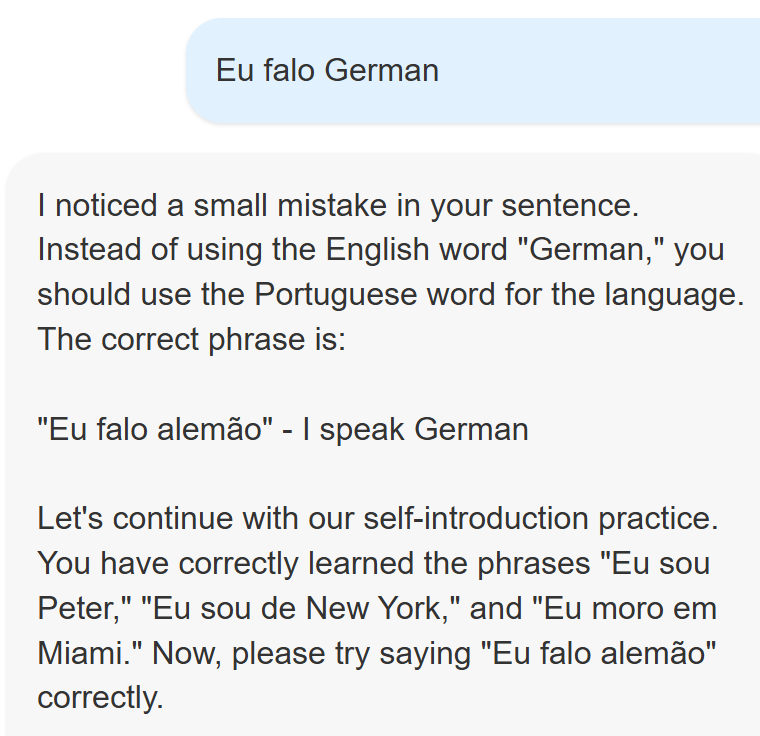 Eu falo German
I noticed a small mistake in your sentence.
Instead of using the English word "German," you
should use the Portuguese word for the language.
The correct phrase is:
"Eu falo alemão" - I speak German
Let's continue with our self-introduction practice.
You have correctly learned the phrases "Eu sou
Peter," "Eu sou de New York," and "Eu moro em
Miami." Now, please try saying "Eu falo alemão"
correctly.